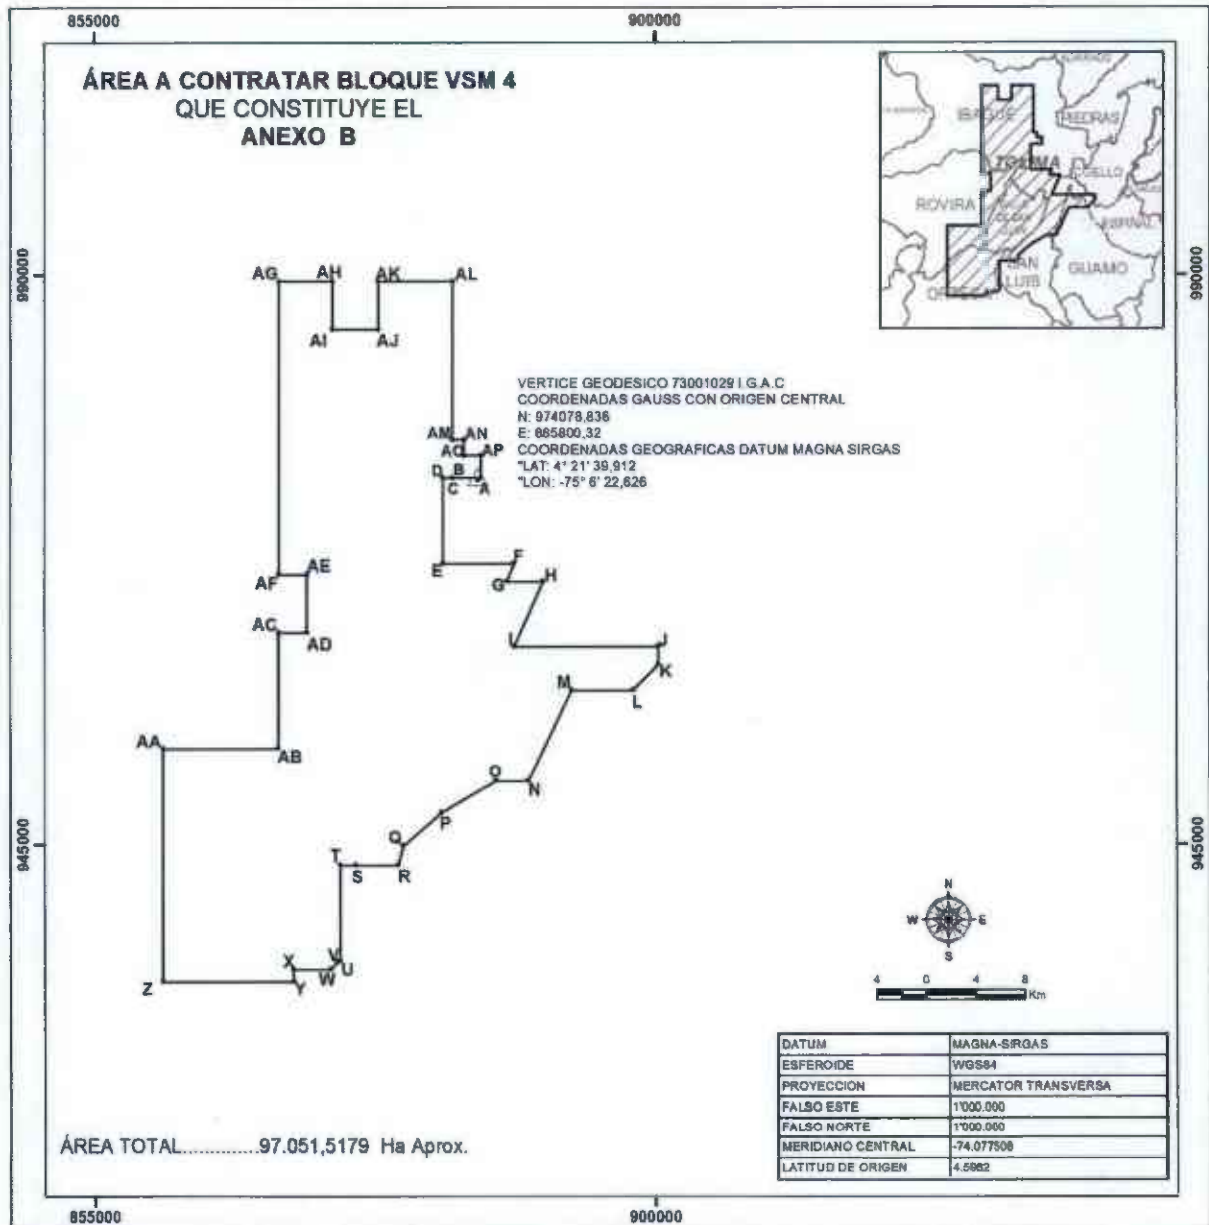 855000
900000
ÁREA A CONTRATAR BLOQUE VSM 4
QUE CONSTITUYE EL
ANEXO B
IBAGUE
PIEDRAS
TOLIMA
COELLO
ROVIRA
ESPINAL
SAN
LUIS
GUAMO
990000
990000
AG
AH
AK
AL
AI
AJ
VERTICE GEODESICO 73001029 I.G.A.C
COORDENADAS GAUSS CON ORIGEN CENTRAL
N: 974078,836
E: 865800,32
COORDENADAS GEOGRAFICAS DATUM MAGNA SIRGAS
"LAT: 4° 21' 39,912
"LON: -75° 6' 22,626
AM
AN
AO
AP
D
B
C
A
E
F
AF
AE
G
H
AC
AD
I
J
K
M
L
AA
AB
O
N
P
Q
945000
945000
T
S
R
X
V
U
W
Z
Y
N
W
E
S
4
0
4
8
Km
DATUM MAGNA-SIRGAS
ESFEROIDE WGS84
PROYECCION MERCATOR TRANSVERSA
FALSO ESTE 1'000.000
FALSO NORTE 1'000.000
MERIDIANO CENTRAL -74.077508
LATITUD DE ORIGEN 4.5962
ÁREA TOTAL..............97.051,5179 Ha Aprox.
855000
900000